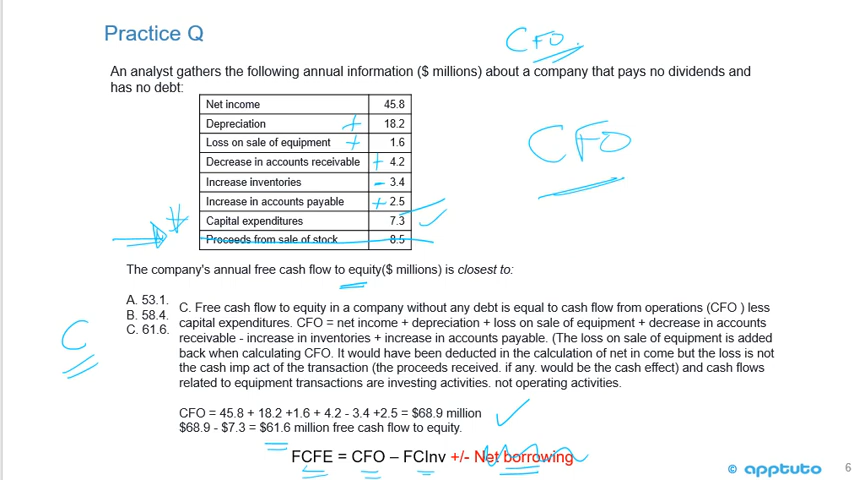 Practice Q
CFO
An analyst gathers the following annual information ($ millions) about a company that pays no dividends and
has no debt:
Net income 45.8
Depreciation + 18.2
Loss on sale of equipment + 1.6
Decrease in accounts receivable + 4.2
Increase inventories - 3.4
Increase in accounts payable + 2.5
Capital expenditures 7.3
Proceeds from sale of stock 8.5
CFO
The company's annual free cash flow to equity($ millions) is closest to:
A. 53.1.
B. 58.4.
C. 61.6.
C
C. Free cash flow to equity in a company without any debt is equal to cash flow from operations (CFO ) less
capital expenditures. CFO = net income + depreciation + loss on sale of equipment + decrease in accounts
receivable - increase in inventories + increase in accounts payable. (The loss on sale of equipment is added
back when calculating CFO. It would have been deducted in the calculation of net in come but the loss is not
the cash imp act of the transaction (the proceeds received. if any. would be the cash effect) and cash flows
related to equipment transactions are investing activities. not operating activities.
CFO = 45.8 + 18.2 +1.6 + 4.2 - 3.4 +2.5 = $68.9 million
$68.9 - $7.3 = $61.6 million free cash flow to equity.
FCFE = CFO – FCInv +/- Net borrowing
© apptuto
6